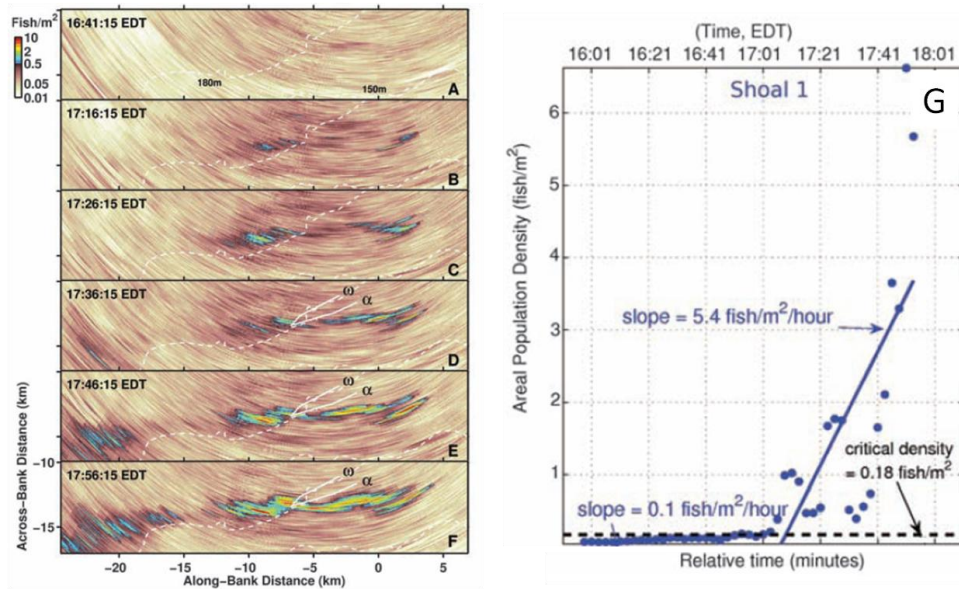 Fish/m²
10
2
0.5
0.05
0.01
16:41:15 EDT
180m
150m
A
17:16:15 EDT
B
17:26:15 EDT
C
17:36:15 EDT
ω
α
D
17:46:15 EDT
ω
α
E
17:56:15 EDT
ω
α
F
Across-Bank Distance (km)
-10
-15
-20 -15 -10 -5 0 5
Along-Bank Distance (km)
(Time, EDT)
16:01 16:21 16:41 17:01 17:21 17:41 18:01
Shoal 1
G
Areal Population Density (fish/m²)
6
5
4
3
2
1
slope = 5.4 fish/m²/hour
critical density
= 0.18 fish/m²
slope = 0.1 fish/m²/hour
Relative time (minutes)